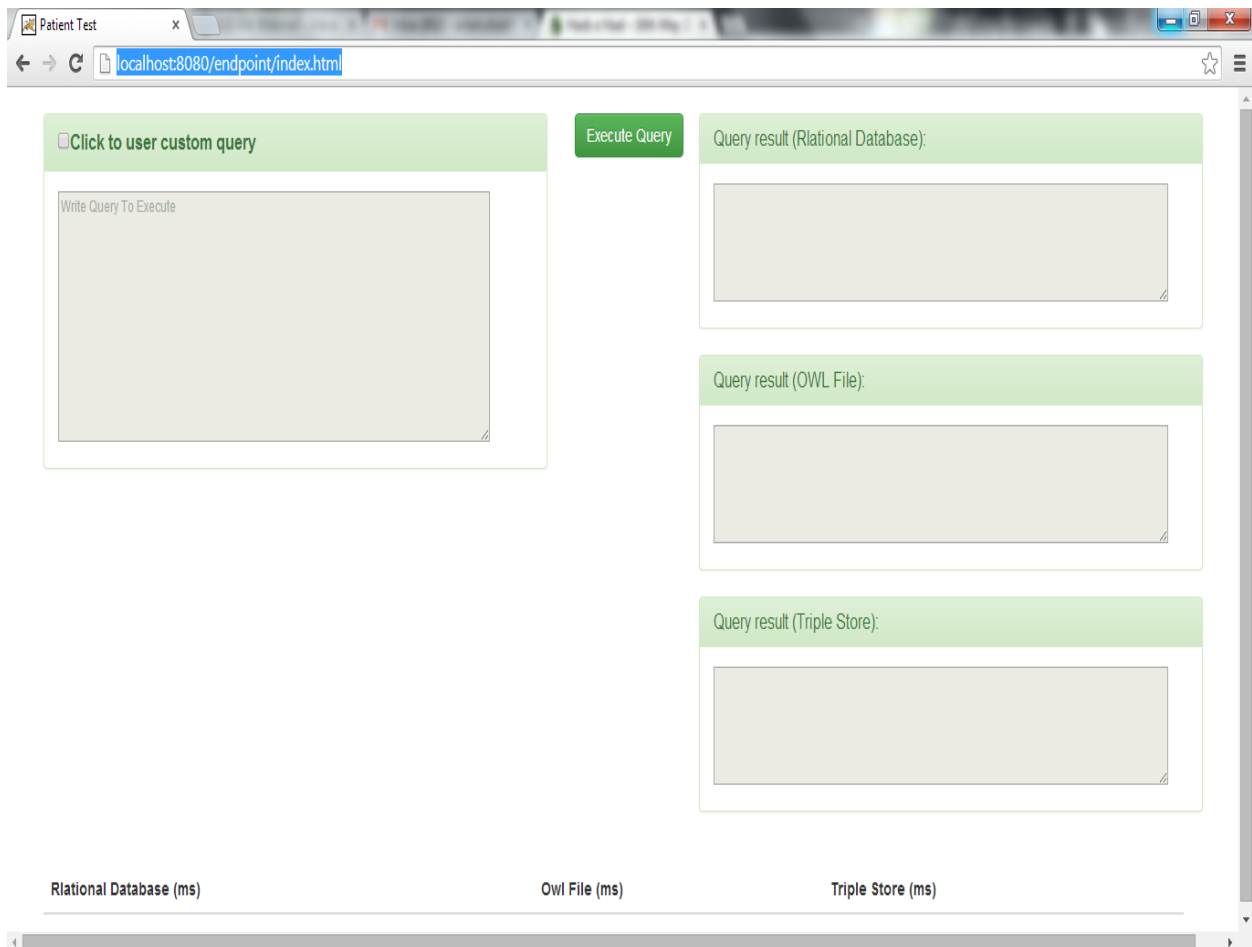 Patient Test
localhost:8080/endpoint/index.html
Click to user custom query
Write Query To Execute
Execute Query
Query result (Rlational Database):
Query result (OWL File):
Query result (Triple Store):
Rlational Database (ms) Owl File (ms) Triple Store (ms)